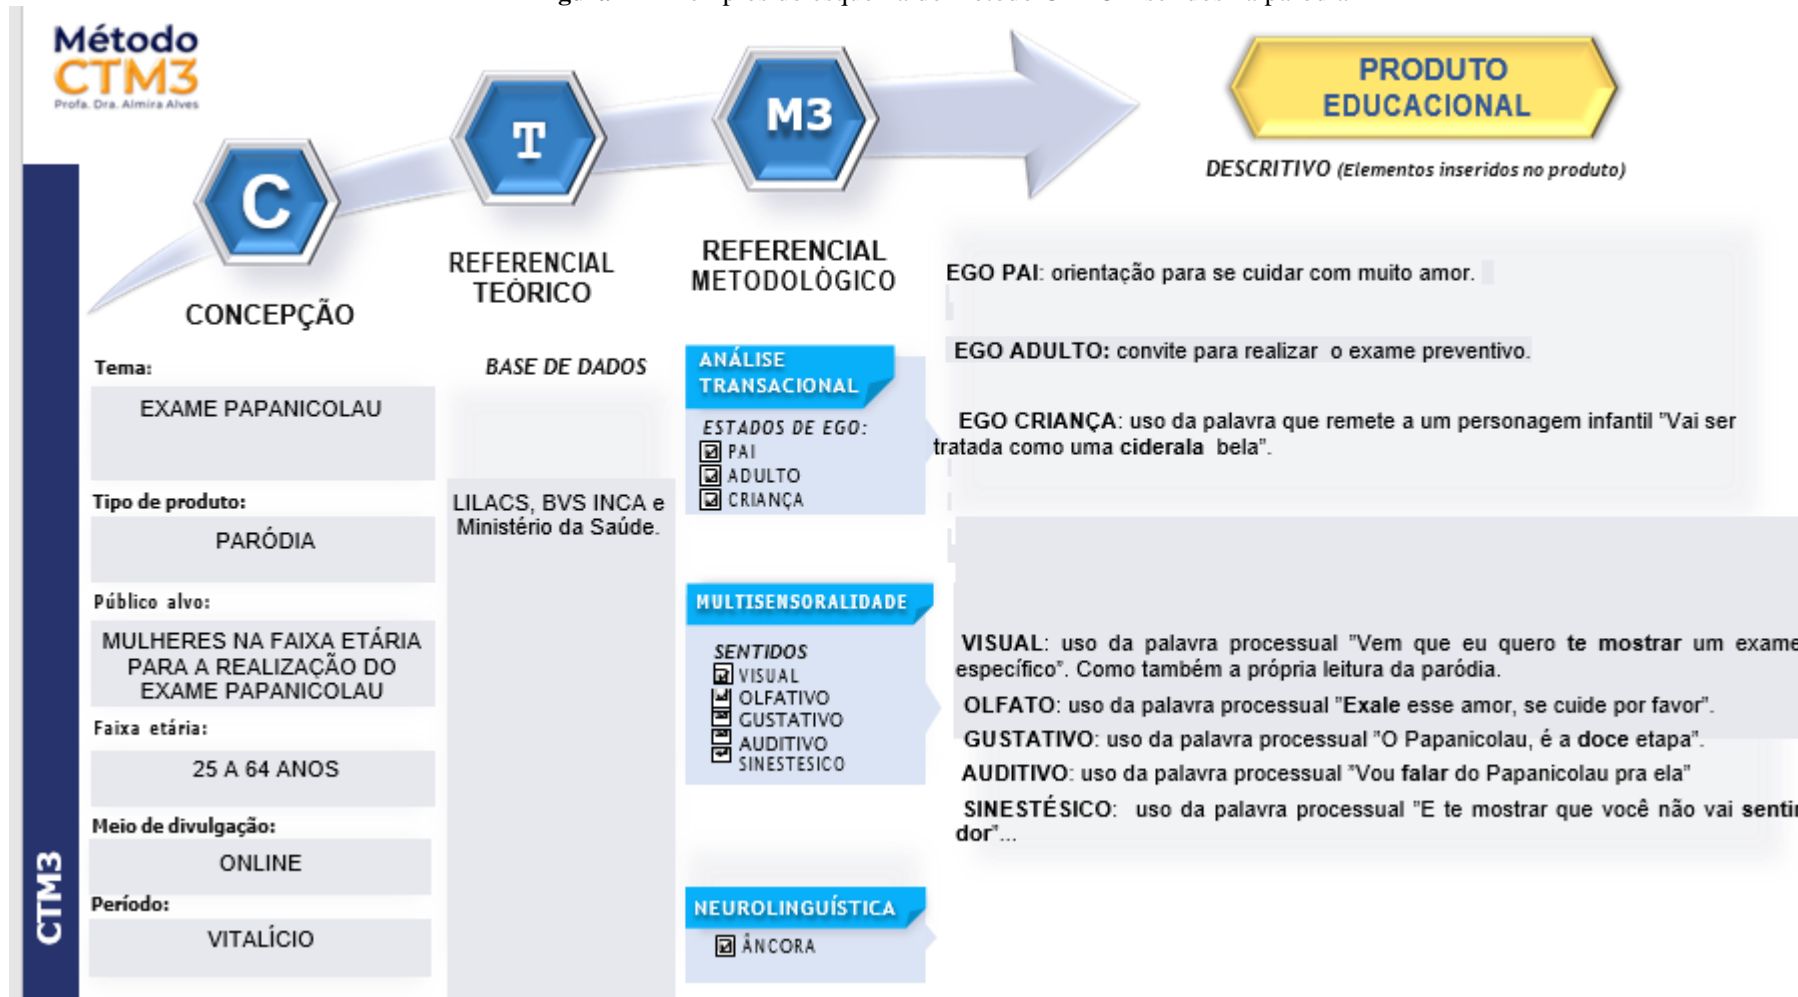 Método
CTM3
Profa. Dra. Almira Alves
C
T
M3
PRODUTO
EDUCACIONAL
DESCRITIVO (Elementos inseridos no produto)
CONCEPÇÃO
REFERENCIAL
TEÓRICO
REFERENCIAL
METODOLÓGICO
Tema:
EXAME PAPANICOLAU
Tipo de produto:
PARÓDIA
Público alvo:
MULHERES NA FAIXA ETÁRIA
PARA A REALIZAÇÃO DO
EXAME PAPANICOLAU
Faixa etária:
25 A 64 ANOS
Meio de divulgação:
ONLINE
Período:
VITALÍCIO
CTM3
BASE DE DADOS
LILACS, BVS INCA e
Ministério da Saúde.
ANÁLISE
TRANSACIONAL
ESTADOS DE EGO:
PAI
ADULTO
CRIANÇA
MULTISENSORALIDADE
SENTIDOS
VISUAL
OLFATIVO
GUSTATIVO
AUDITIVO
SINESTESICO
NEUROLINGUÍSTICA
ÂNCORA
EGO PAI: orientação para se cuidar com muito amor.
EGO ADULTO: convite para realizar o exame preventivo.
EGO CRIANÇA: uso da palavra que remete a um personagem infantil "Vai ser
tratada como uma ciderala bela".
VISUAL: uso da palavra processual "Vem que eu quero te mostrar um exame
específico". Como também a própria leitura da paródia.
OLFATO: uso da palavra processual "Exale esse amor, se cuide por favor".
GUSTATIVO: uso da palavra processual "O Papanicolau, é a doce etapa".
AUDITIVO: uso da palavra processual "Vou falar do Papanicolau pra ela"
SINESTÉSICO: uso da palavra processual "E te mostrar que você não vai sentir
dor"...